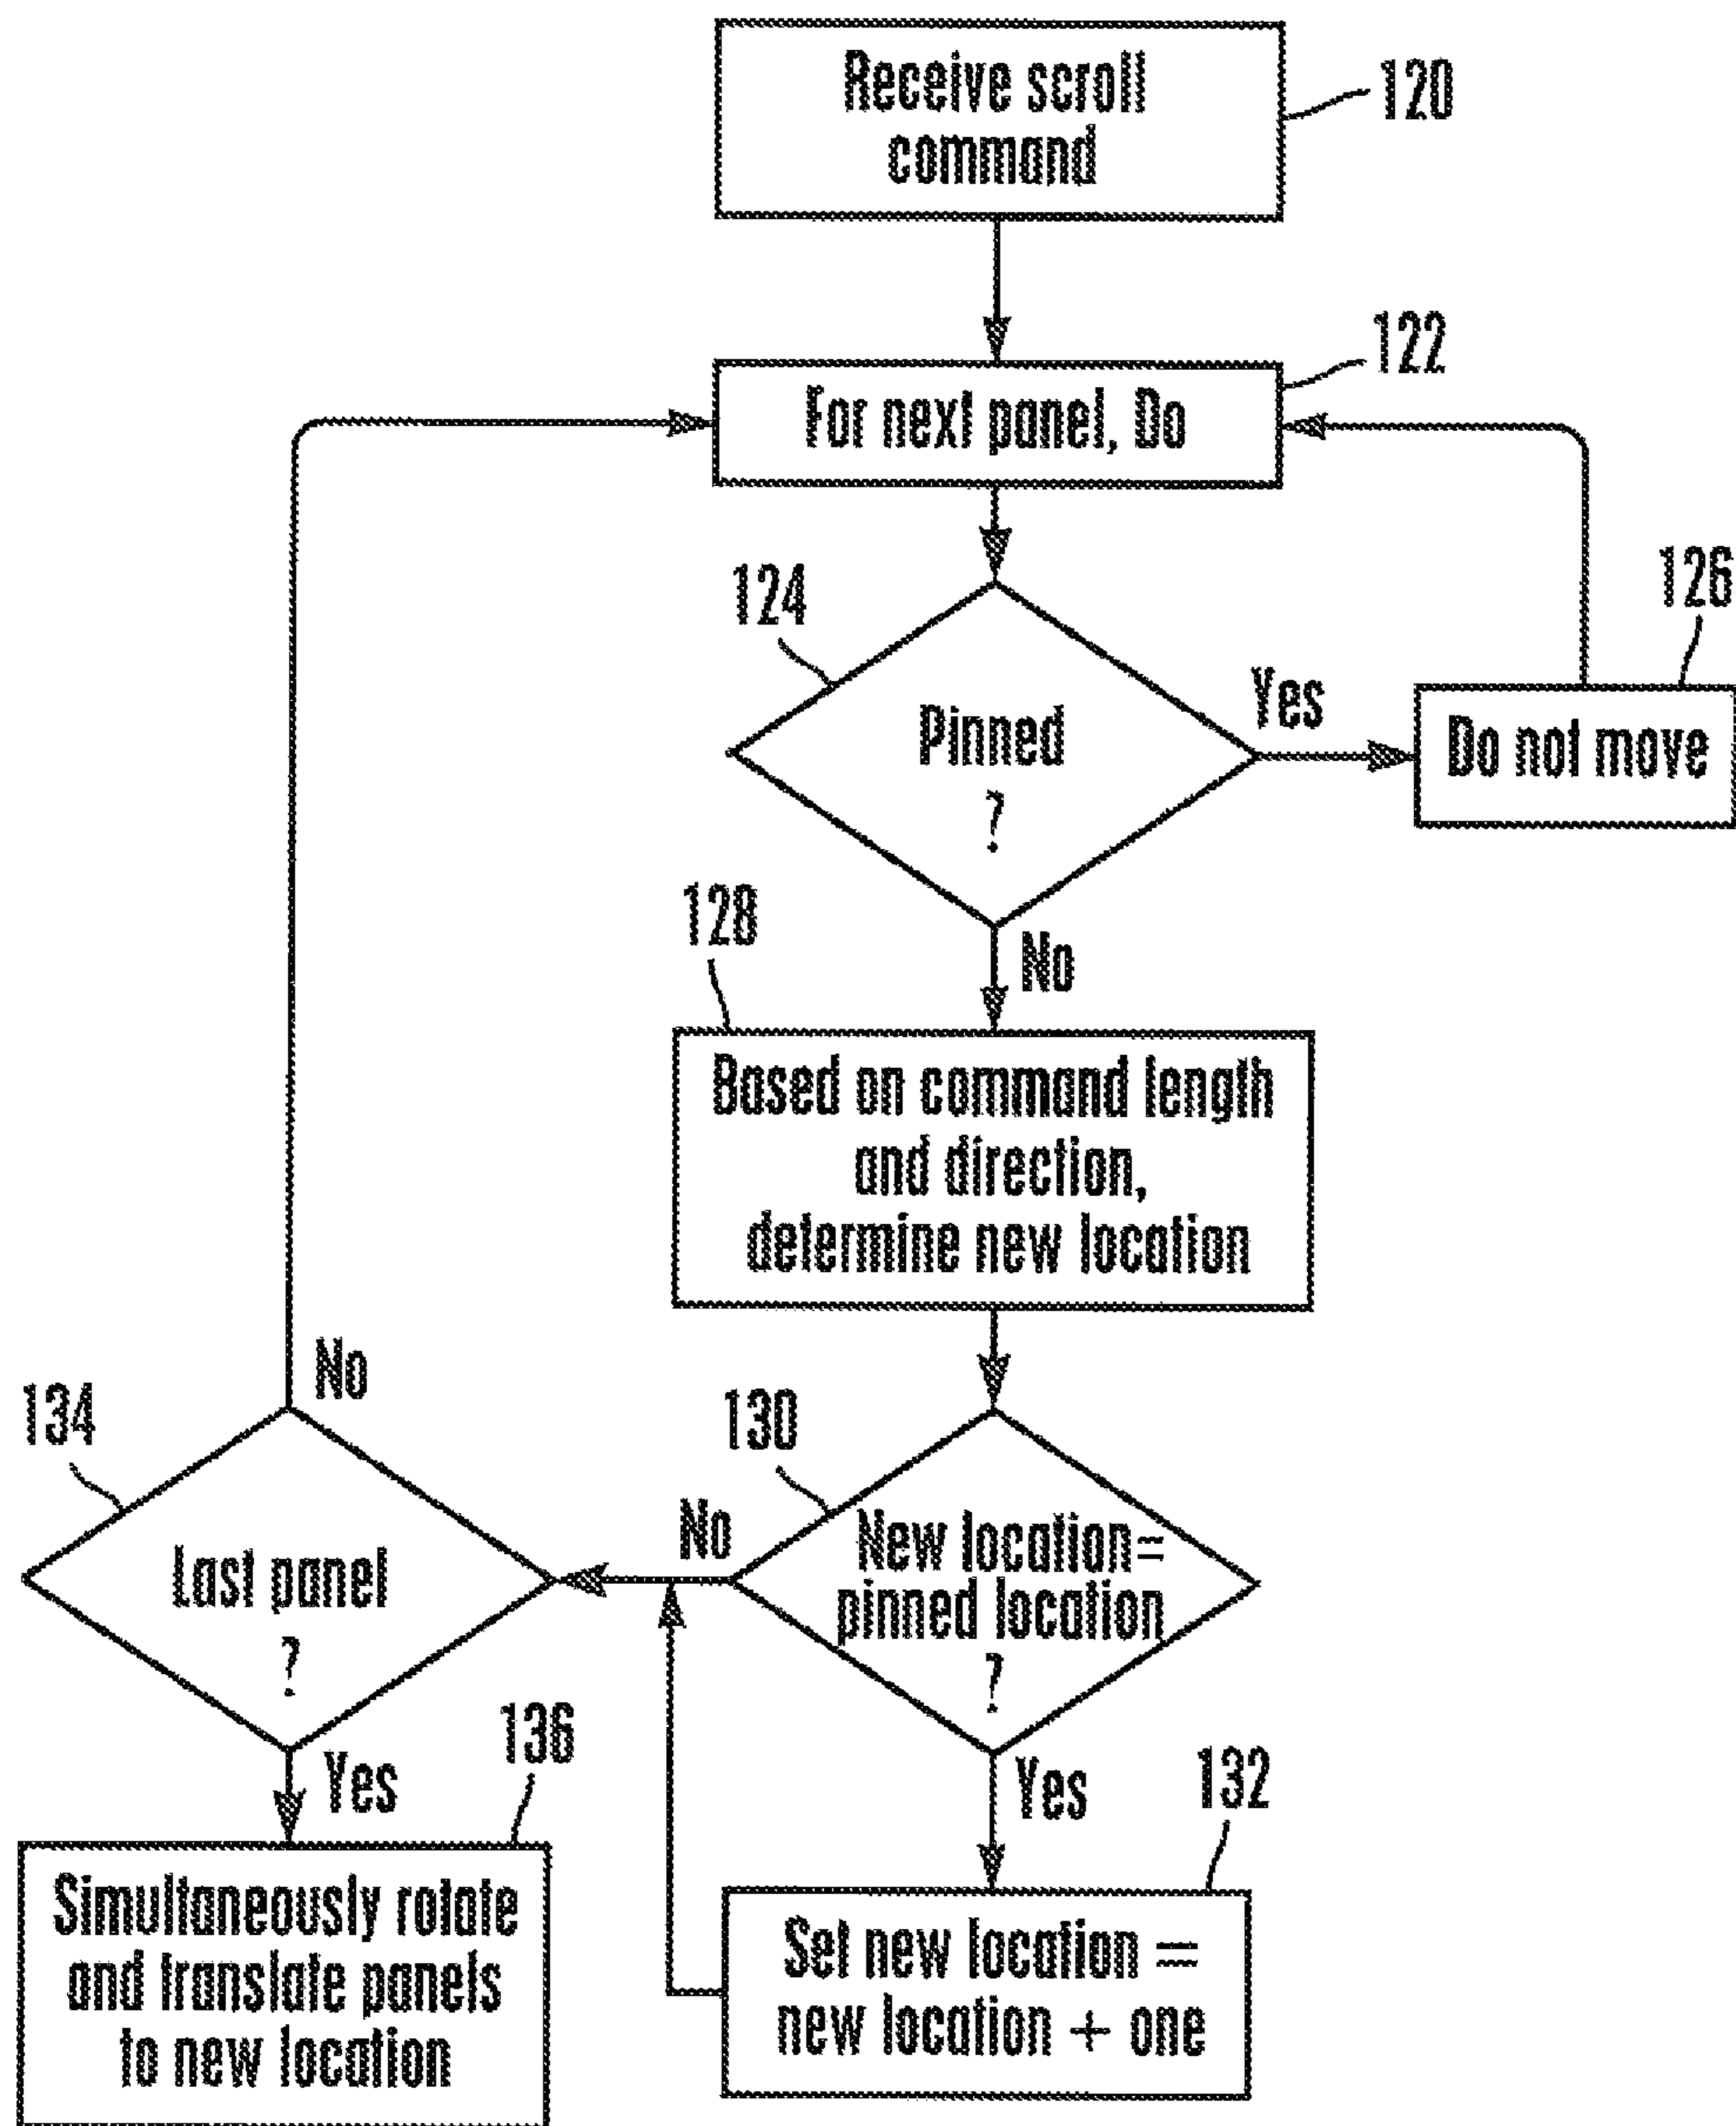 Receive scroll
command
120
For next panel, Do
122
124
Pinned
?
Yes
126
Do not move
No
128
Based on command length
and direction,
determine new location
130
New location=
pinned location
?
No
134
Last panel
?
No
Yes
132
Set new location =
new location + one
Yes
136
Simultaneously rotate
and translate panels
to new location